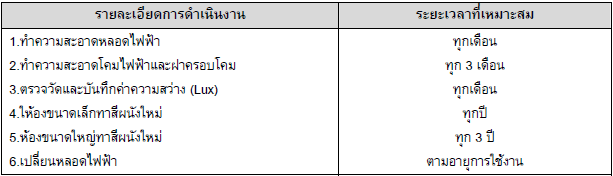 รายละเอียดการดำเนินงาน ระยะเวลาที่เหมาะสม
1.ทำความสะอาดหลอดไฟฟ้า ทุกเดือน
2.ทำความสะอาดโคมไฟฟ้าและฝาครอบโคม ทุก 3 เดือน
3.ตรวจวัดและบันทึกค่าความสว่าง (Lux) ทุกเดือน
4.ให้องขนาดเล็กทาสีผนังใหม่ ทุกปี
5.ห้องขนาดใหญ่ทาสีผนังใหม่ ทุก 3 ปี
6.เปลี่ยนหลอดไฟฟ้า ตามอายุการใช้งาน